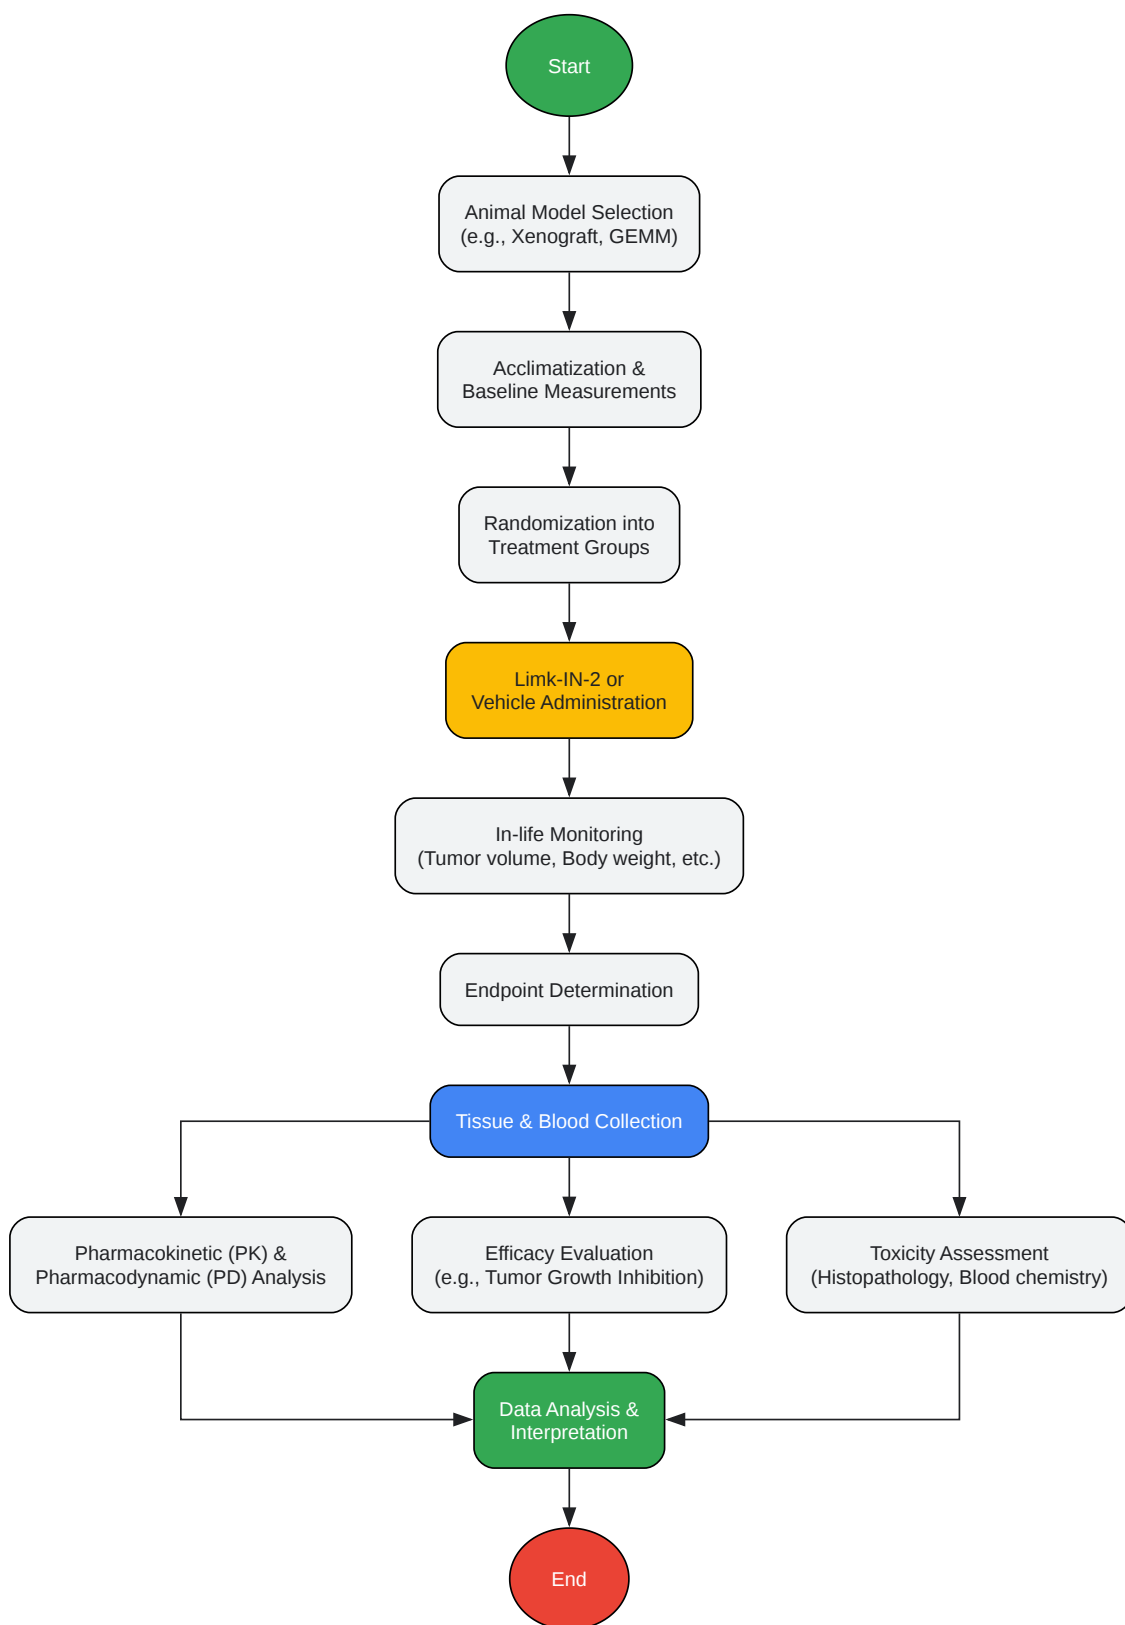 Start
Animal Model Selection
(e.g., Xenograft, GEMM)
Acclimatization &
Baseline Measurements
Randomization into
Treatment Groups
Limk-IN-2 or
Vehicle Administration
In-life Monitoring
(Tumor volume, Body weight, etc.)
Endpoint Determination
Tissue & Blood Collection
Pharmacokinetic (PK) &
Pharmacodynamic (PD) Analysis
Efficacy Evaluation
(e.g., Tumor Growth Inhibition)
Toxicity Assessment
(Histopathology, Blood chemistry)
Data Analysis &
Interpretation
End